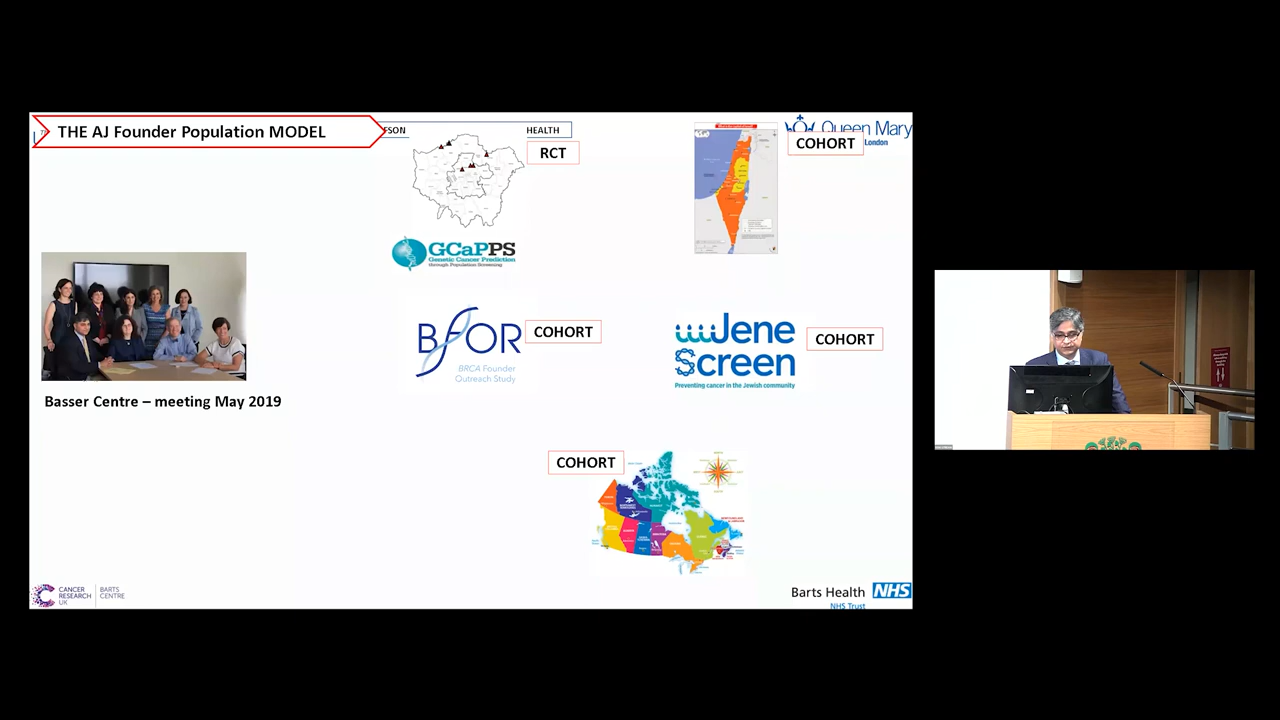 THE AJ Founder Population MODEL
FSON
HEALTH
RCT
Queen Mary
London
COHORT
GCaPPS
Genetic Cancer Prediction
through Population Screening
BFOR
BRCA Founder
Outreach Study
COHORT
Jene
Screen
Preventing cancer in the Jewish community
COHORT
Basser Centre – meeting May 2019
COHORT
CANCER
RESEARCH
UK
BARTS
CENTRE
Barts Health
NHS
NHS Trust